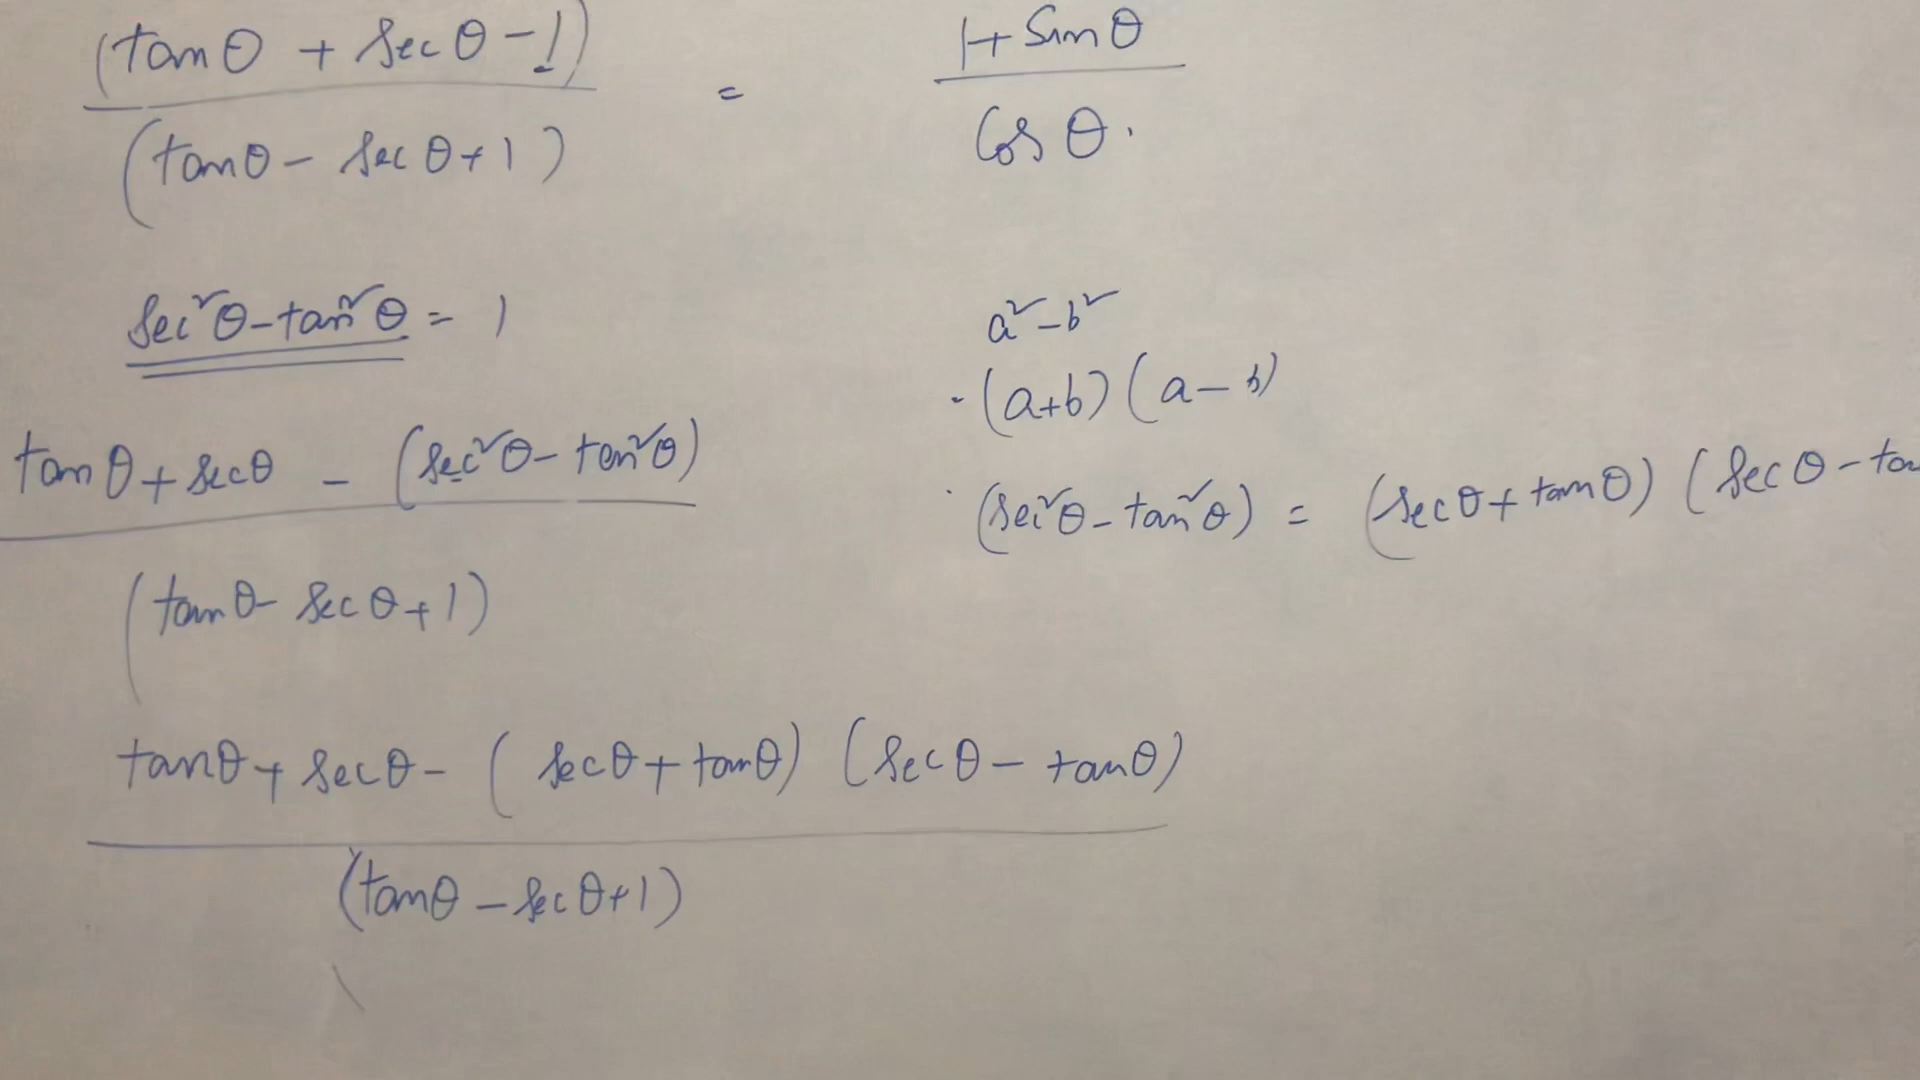 (tanθ + secθ - 1) / (tanθ - secθ + 1) = 1 + Sinθ / Cosθ.
sec²θ - tan²θ = 1
a² - b²
= (a+b) (a - b)
tanθ + secθ - (sec²θ - tan²θ) / (tanθ - secθ + 1)
(sec²θ - tan²θ) = (secθ + tanθ) (secθ - ta
tanθ + secθ - (secθ + tanθ) (secθ - tanθ) / (tanθ - secθ + 1)